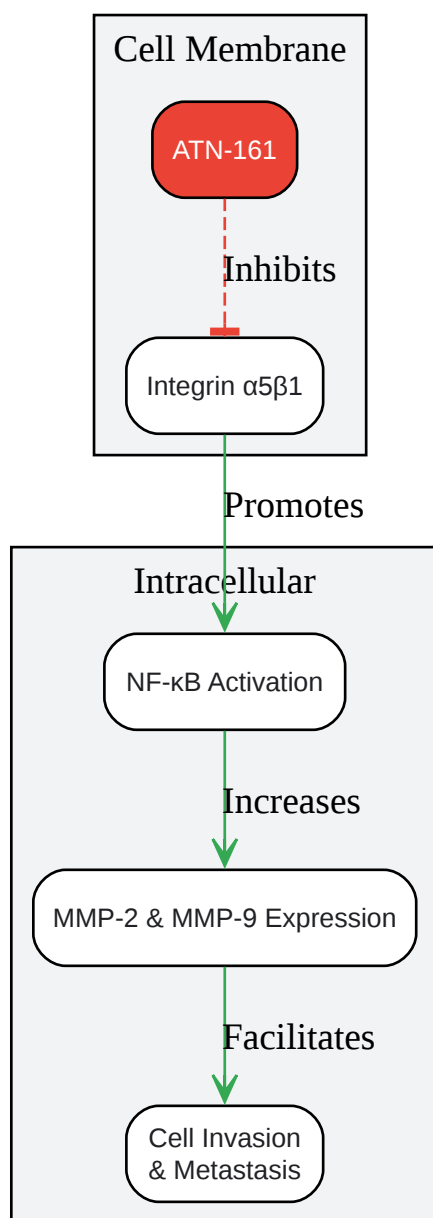 Cell Membrane
ATN-161
Inhibits
Integrin α5β1
Promotes
Intracellular
NF-κB Activation
Increases
MMP-2 & MMP-9 Expression
Facilitates
Cell Invasion
& Metastasis